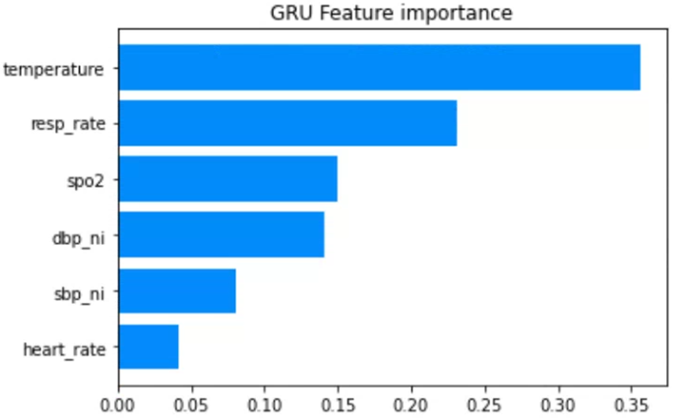 GRU Feature importance
temperature
resp_rate
spo2
dbp_ni
sbp_ni
heart_rate
0.00 0.05 0.10 0.15 0.20 0.25 0.30 0.35